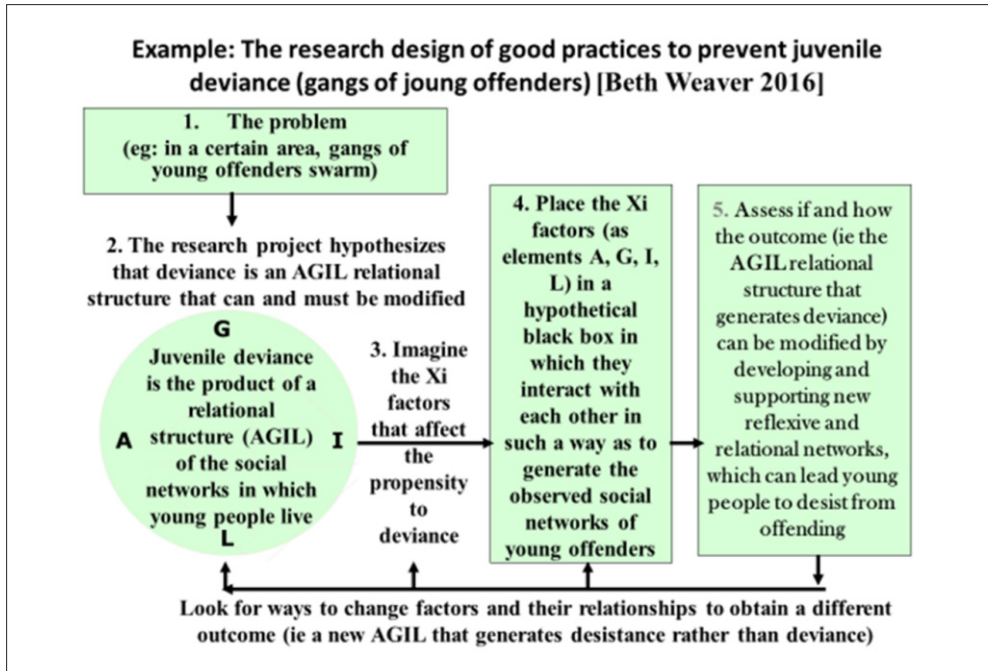 Example: The research design of good practices to prevent juvenile
deviance (gangs of joung offenders) [Beth Weaver 2016]
1. The problem
(eg: in a certain area, gangs of
young offenders swarm)
2. The research project hypothesizes
that deviance is an AGIL relational
structure that can and must be modified
G
Juvenile deviance
is the product of a
relational
A structure (AGIL) I
of the social
networks in which
young people live
L
3. Imagine
the Xi
factors
that affect
the
propensity
to
deviance
4. Place the Xi
factors (as
elements A, G, I,
L) in a
hypothetical
black box in
which they
interact with
each other in
such a way as to
generate the
observed social
networks of
young offenders
5. Assess if and how
the outcome (ie the
AGIL relational
structure that
generates deviance)
can be modified by
developing and
supporting new
reflexive and
relational networks,
which can lead young
people to desist from
offending
Look for ways to change factors and their relationships to obtain a different
outcome (ie a new AGIL that generates desistance rather than deviance)